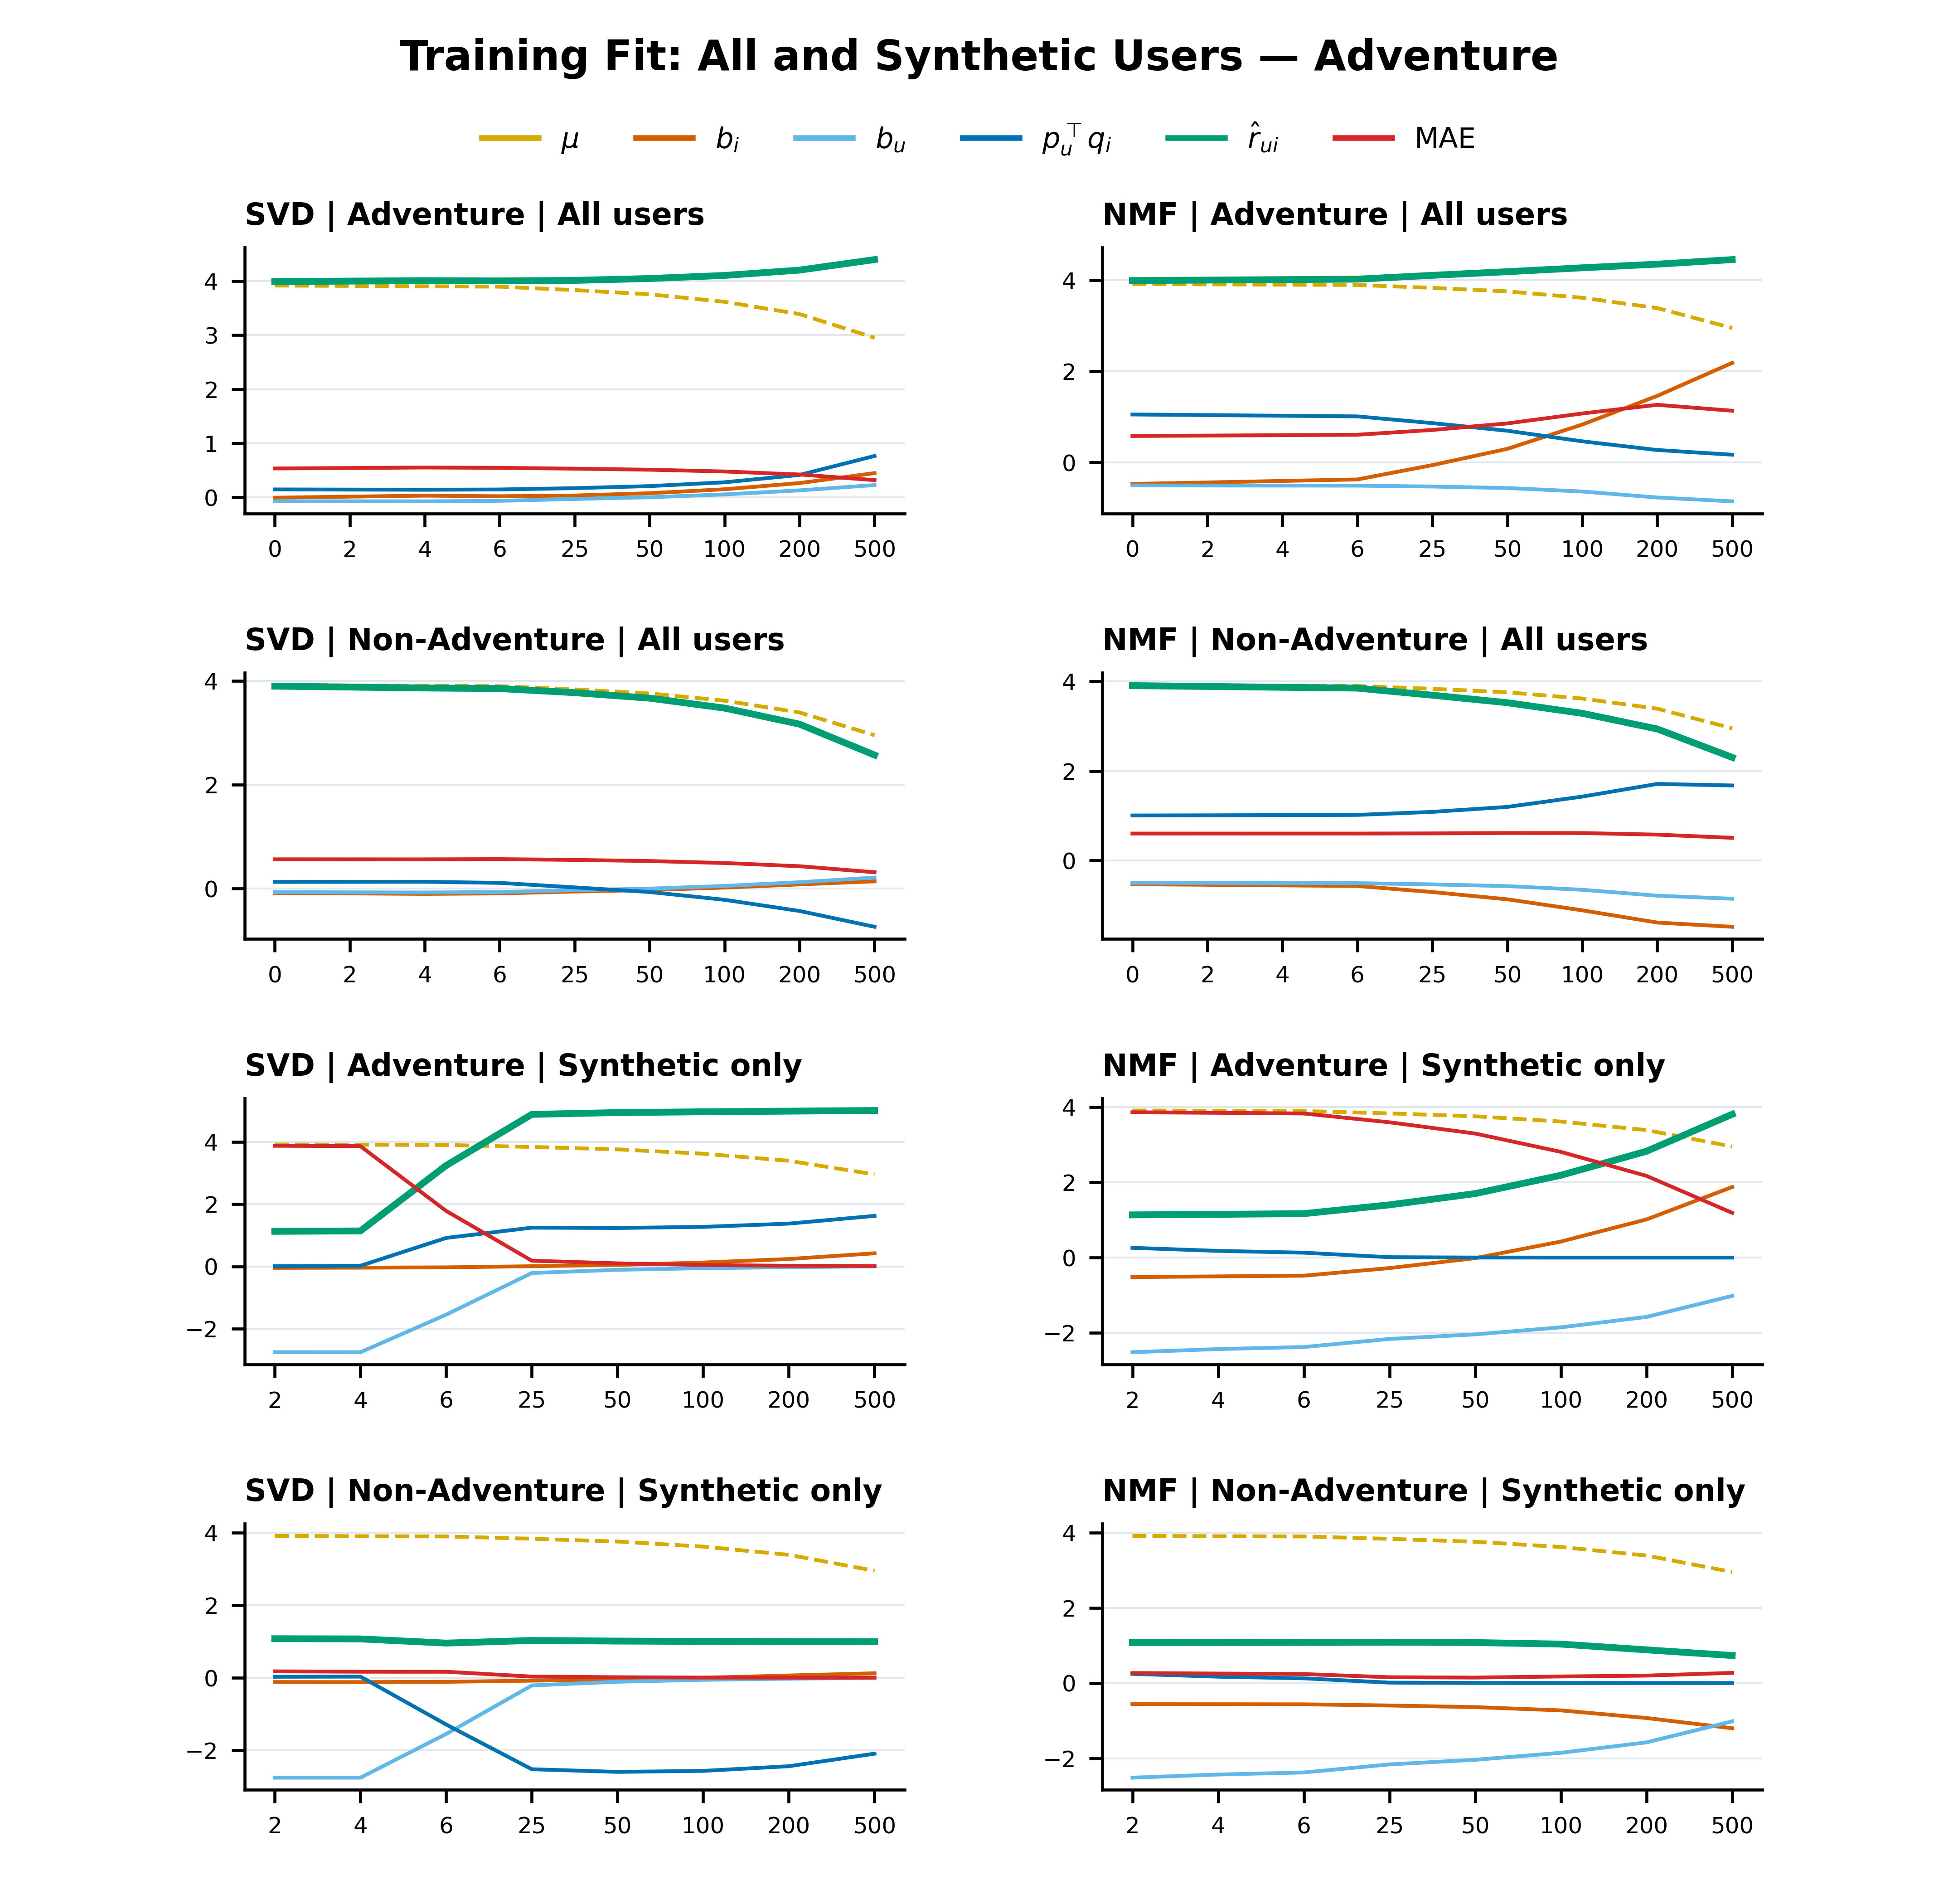 Training Fit: All and Synthetic Users — Adventure
μ b_i b_u p_u^⊤ q_i r̂_ui MAE
SVD | Adventure | All users
4
3
2
1
0
0 2 4 6 25 50 100 200 500
NMF | Adventure | All users
4
2
0
0 2 4 6 25 50 100 200 500
SVD | Non-Adventure | All users
4
2
0
0 2 4 6 25 50 100 200 500
NMF | Non-Adventure | All users
4
2
0
0 2 4 6 25 50 100 200 500
SVD | Adventure | Synthetic only
4
2
0
−2
2 4 6 25 50 100 200 500
NMF | Adventure | Synthetic only
4
2
0
−2
2 4 6 25 50 100 200 500
SVD | Non-Adventure | Synthetic only
4
2
0
−2
2 4 6 25 50 100 200 500
NMF | Non-Adventure | Synthetic only
4
2
0
−2
2 4 6 25 50 100 200 500